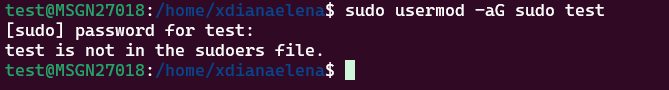 test@MSGN27018:/home/xdianaelena$ sudo usermod -aG sudo test
[sudo] password for test:
test is not in the sudoers file.
test@MSGN27018:/home/xdianaelena$